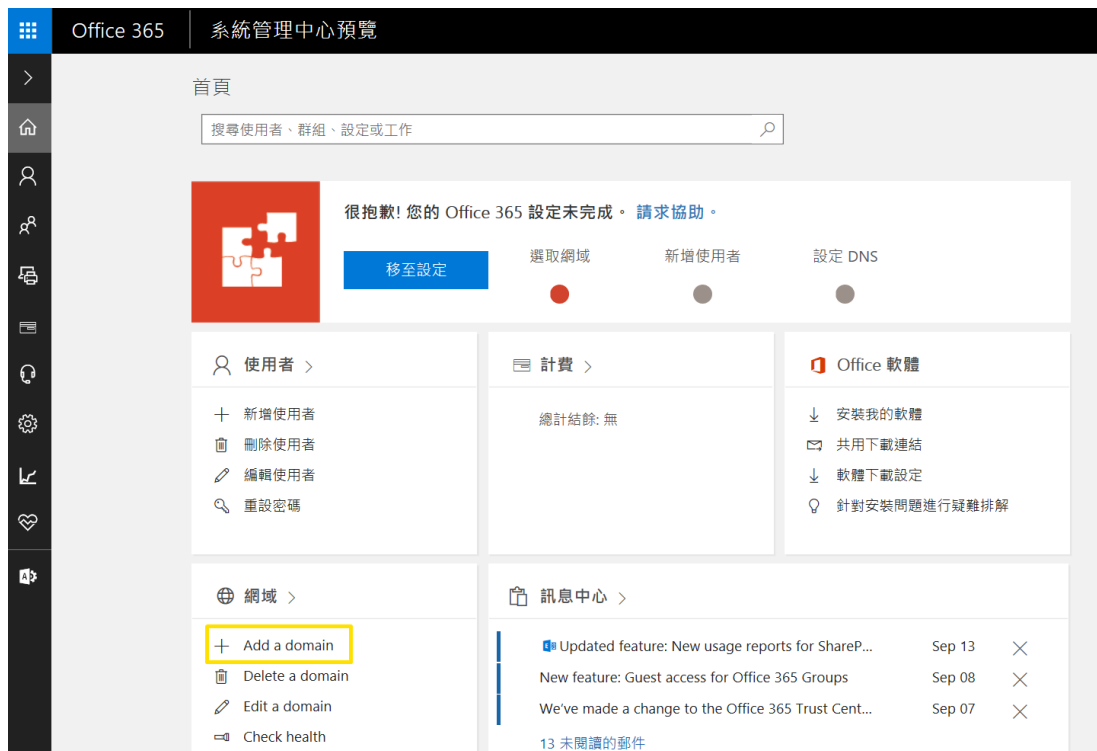 Office 365 系統管理中心預覽
首頁
搜尋使用者、群組、設定或工作
很抱歉! 您的 Office 365 設定未完成。 請求協助。
移至設定
選取網域 新增使用者 設定 DNS
使用者
新增使用者
刪除使用者
編輯使用者
重設密碼
計費
總計結餘: 無
Office 軟體
安裝我的軟體
共用下載連結
軟體下載設定
針對安裝問題進行疑難排解
網域
Add a domain
Delete a domain
Edit a domain
Check health
訊息中心
Updated feature: New usage reports for ShareP... Sep 13
New feature: Guest access for Office 365 Groups Sep 08
We've made a change to the Office 365 Trust Cent... Sep 07
13 未閱讀的郵件